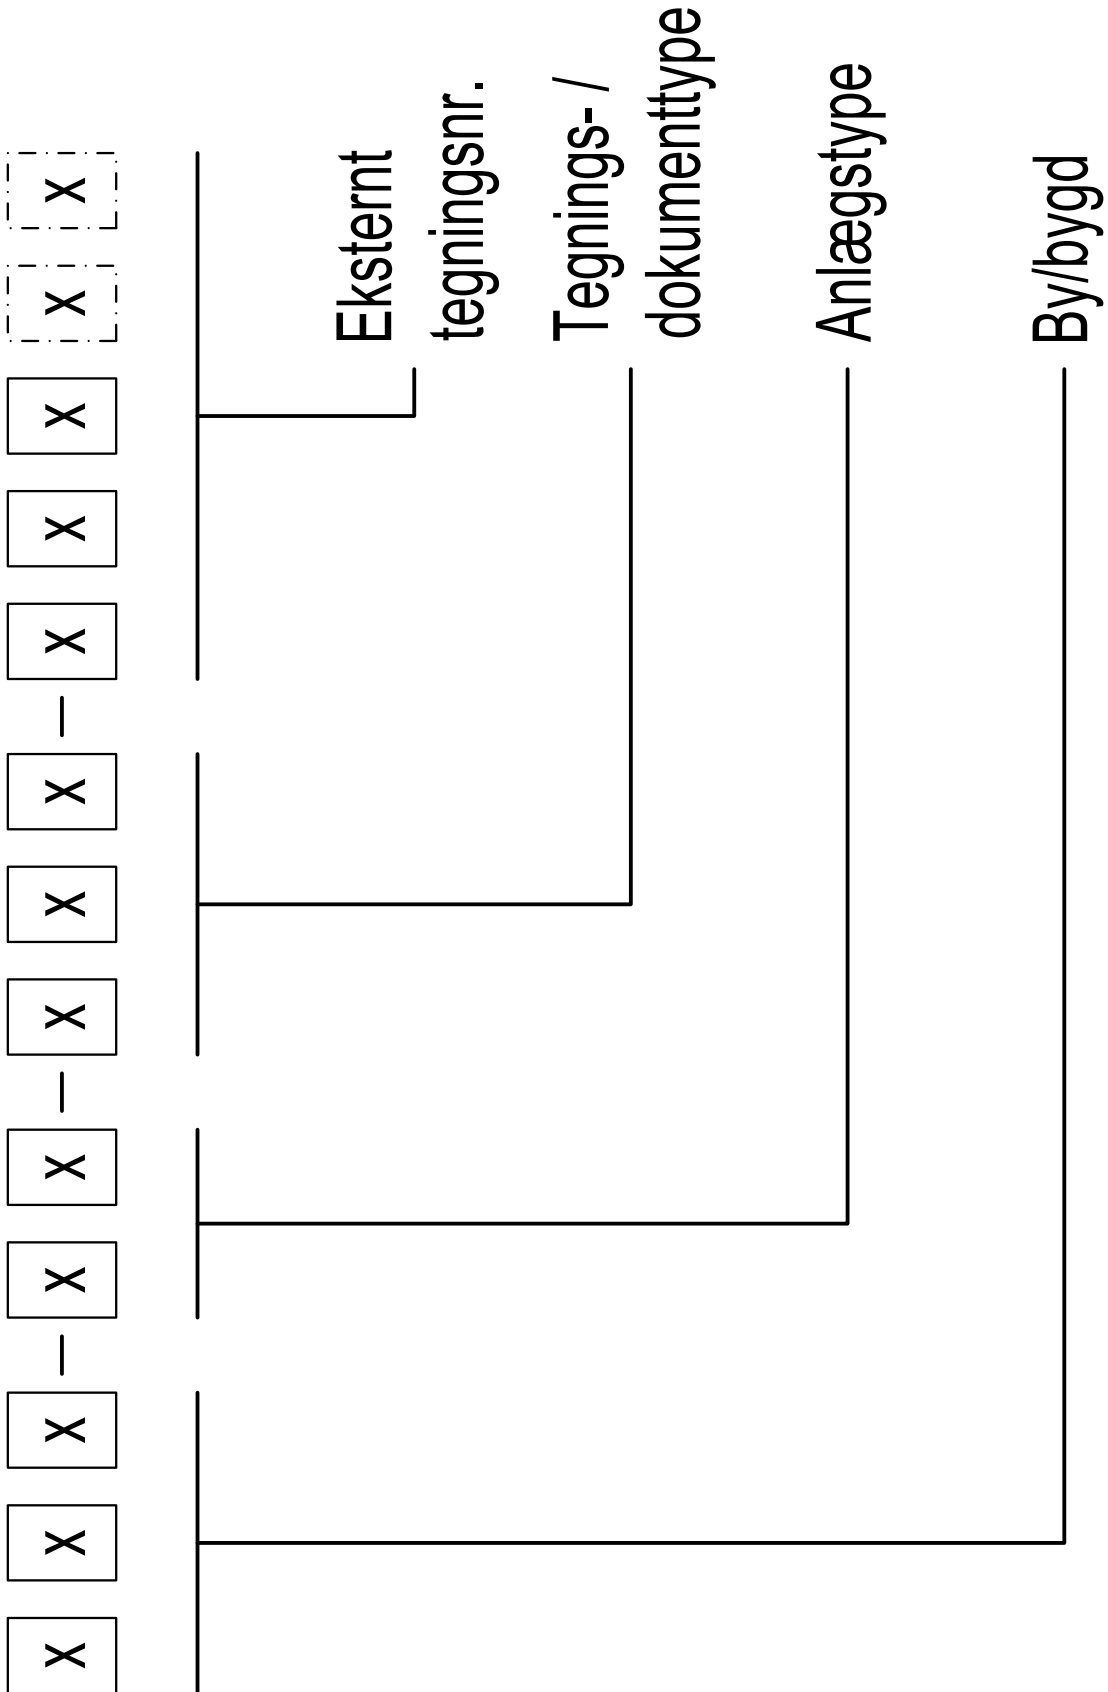 X X X – X X – X X X – X X X X X
Eksternt
tegningsnr.
Tegnings- /
dokumenttype
Anlægstype
By/bygd